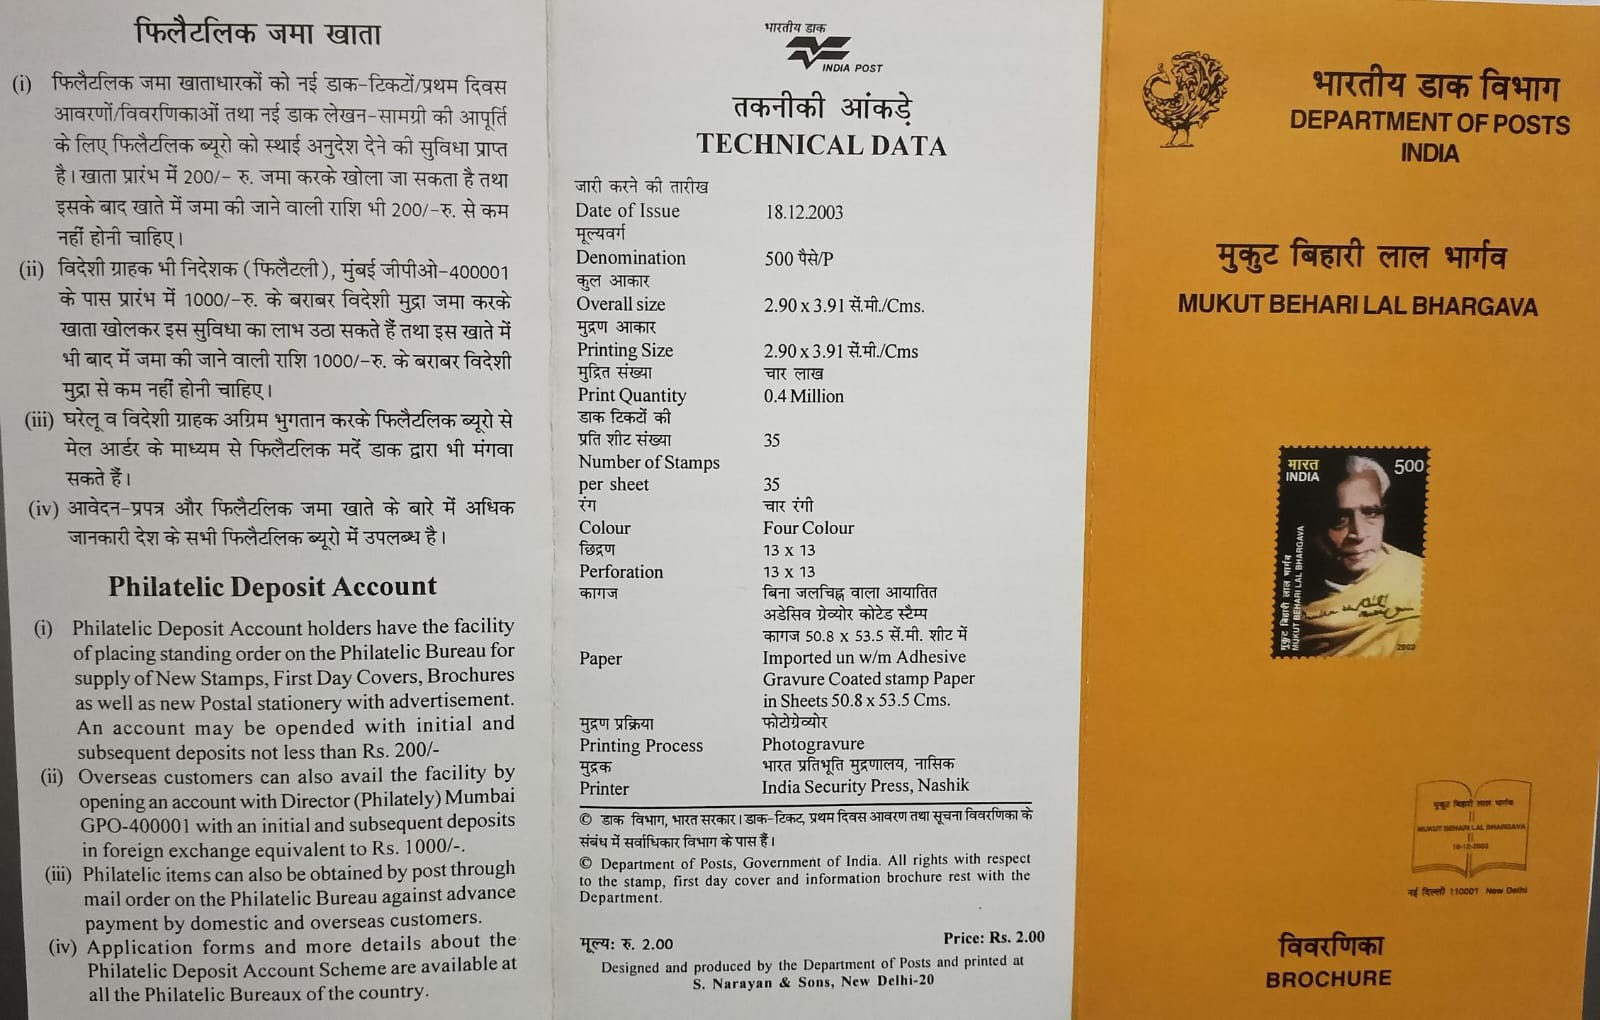 फिलैटलिक जमा खाता
(i) फिलैटलिक जमा खाताधारकों को नई डाक-टिकटों/प्रथम दिवस
आवरणों/विवरणिकाओं तथा नई डाक लेखन-सामग्री की आपूर्ति
के लिए फिलैटलिक ब्यूरो को स्थाई अनुदेश देने की सुविधा प्राप्त
है। खाता प्रारंभ में 200/- रु. जमा करके खोला जा सकता है तथा
इसके बाद खाते में जमा की जाने वाली राशि भी 200/-रु. से कम
नहीं होनी चाहिए।
(ii) विदेशी ग्राहक भी निदेशक (फिलैटली), मुंबई जीपीओ-400001
के पास प्रारंभ में 1000/-रु. के बराबर विदेशी मुद्रा जमा करके
खाता खोलकर इस सुविधा का लाभ उठा सकते हैं तथा इस खाते में
भी बाद में जमा की जाने वाली राशि 1000/-रु. के बराबर विदेशी
मुद्रा से कम नहीं होनी चाहिए।
(iii) घरेलू व विदेशी ग्राहक अग्रिम भुगतान करके फिलैटलिक ब्यूरो से
मेल आर्डर के माध्यम से फिलैटलिक मदें डाक द्वारा भी मंगवा
सकते हैं।
(iv) आवेदन-प्रपत्र और फिलैटलिक जमा खाते के बारे में अधिक
जानकारी देश के सभी फिलैटलिक ब्यूरो में उपलब्ध है।
Philatelic Deposit Account
(i) Philatelic Deposit Account holders have the facility
of placing standing order on the Philatelic Bureau for
supply of New Stamps, First Day Covers, Brochures
as well as new Postal stationery with advertisement.
An account may be opended with initial and
subsequent deposits not less than Rs. 200/-
(ii) Overseas customers can also avail the facility by
opening an account with Director (Philately) Mumbai
GPO-400001 with an initial and subsequent deposits
in foreign exchange equivalent to Rs. 1000/-.
(iii) Philatelic items can also be obtained by post through
mail order on the Philatelic Bureau against advance
payment by domestic and overseas customers.
(iv) Application forms and more details about the
Philatelic Deposit Account Scheme are available at
all the Philatelic Bureaux of the country.
भारतीय डाक
INDIA POST
तकनीकी आंकड़े
TECHNICAL DATA
जारी करने की तारीख
Date of Issue 18.12.2003
मूल्यवर्ग
Denomination 500 पैसे/P
कुल आकार
Overall size 2.90 x 3.91 सें.मी./Cms.
मुद्रण आकार
Printing Size 2.90 x 3.91 सें.मी./Cms
मुद्रित संख्या चार लाख
Print Quantity 0.4 Million
डाक टिकटों की
प्रति शीट संख्या 35
Number of Stamps
per sheet 35
रंग चार रंगी
Colour Four Colour
छिद्रण 13 x 13
Perforation 13 x 13
कागज बिना जलचिह्न वाला आयातित
अडेसिव ग्रेव्योर कोटेड स्टैम्प
कागज 50.8 x 53.5 सें.मी. शीट में
Paper Imported un w/m Adhesive
Gravure Coated stamp Paper
in Sheets 50.8 x 53.5 Cms.
मुद्रण प्रक्रिया फोटोग्रेव्योर
Printing Process Photogravure
मुद्रक भारत प्रतिभूति मुद्रणालय, नासिक
Printer India Security Press, Nashik
© डाक विभाग, भारत सरकार। डाक-टिकट, प्रथम दिवस आवरण तथा सूचना विवरणिका के
संबंध में सर्वाधिकार विभाग के पास हैं।
© Department of Posts, Government of India. All rights with respect
to the stamp, first day cover and information brochure rest with the
Department.
मूल्य: रु. 2.00 Price: Rs. 2.00
Designed and produced by the Department of Posts and printed at
S. Narayan & Sons, New Delhi-20
भारतीय डाक विभाग
DEPARTMENT OF POSTS
INDIA
मुकुट बिहारी लाल भार्गव
MUKUT BEHARI LAL BHARGAVA
भारत 500
INDIA
मुकुट बिहारी लाल भार्गव
MUKUT BEHARI LAL BHARGAVA
2003
मुकुट बिहारी लाल भार्गव
MUKUT BEHARI LAL BHARGAVA
18-12-2003
नई दिल्ली 110001 New Delhi
विवरणिका
BROCHURE